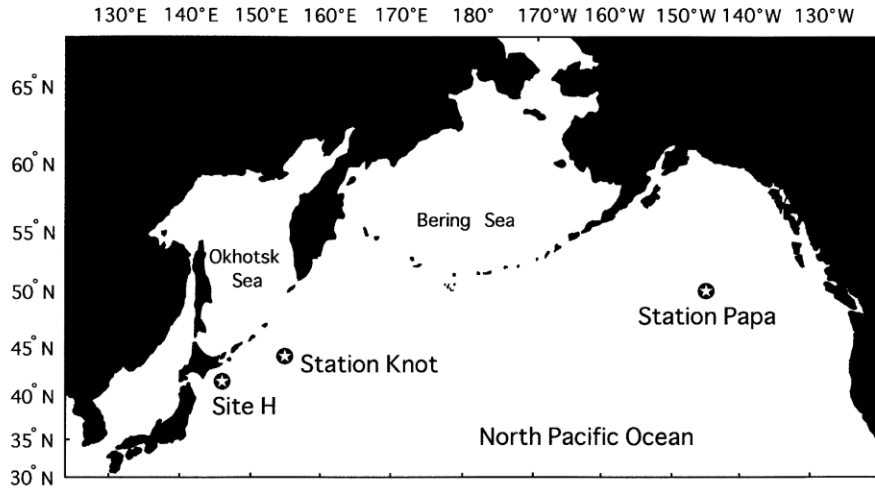 130°E 140°E 150°E 160°E 170°E 180° 170°W 160°W 150°W 140°W 130°W
65° N
60° N
Bering Sea
55° N
Okhotsk
Sea
50° N
Station Papa
45° N
Station Knot
40° N
Site H
35° N
North Pacific Ocean
30° N